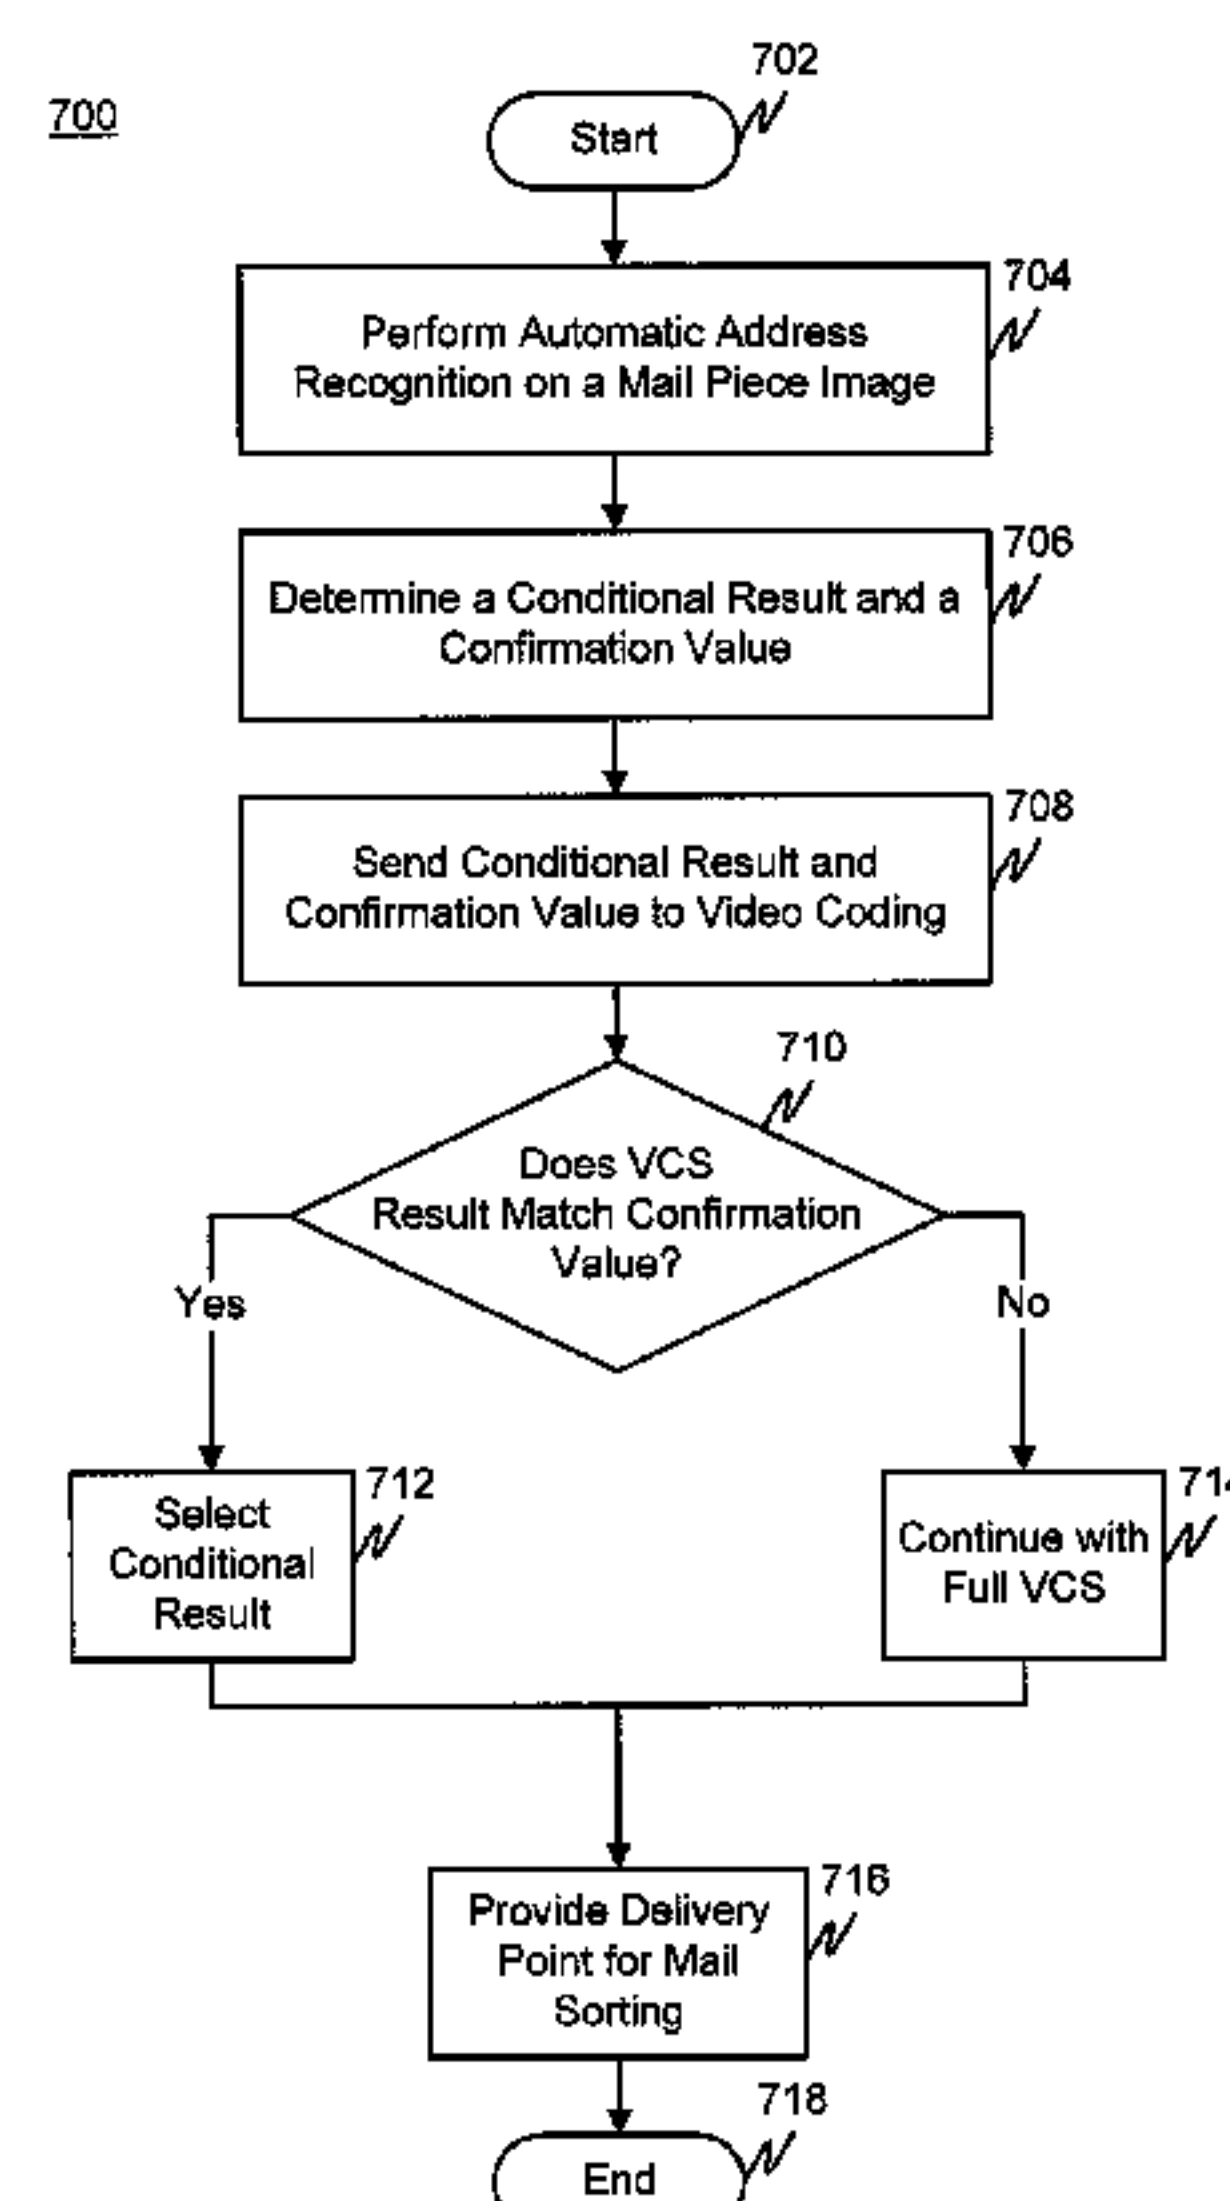 702
700
Start
704
Perform Automatic Address
Recognition on a Mail Piece Image
706
Determine a Conditional Result and a
Confirmation Value
708
Send Conditional Result and
Confirmation Value to Video Coding
710
Does VCS
Result Match Confirmation
Value?
Yes
No
712
Select
Conditional
Result
714
Continue with
Full VCS
716
Provide Delivery
Point for Mail
Sorting
718
End